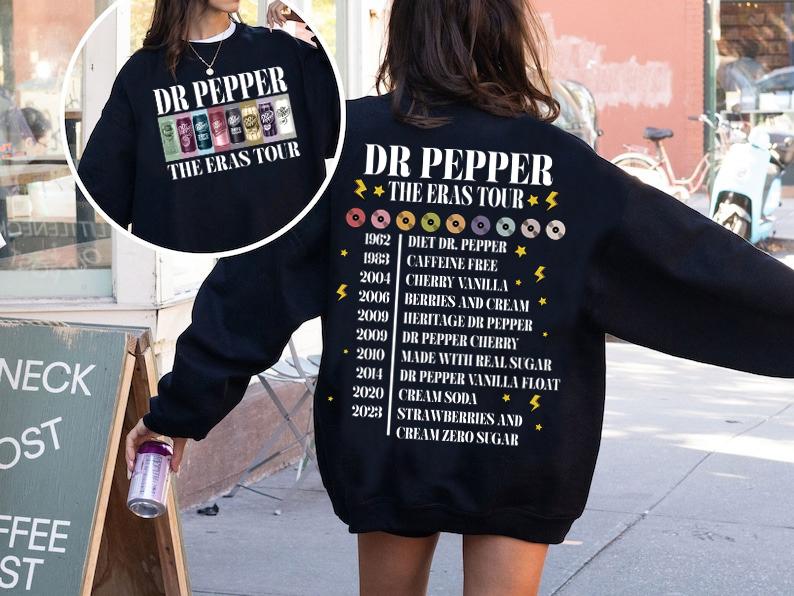 DR PEPPER
THE ERAS TOUR
DR PEPPER
THE ERAS TOUR
1962 DIET DR. PEPPER
1983 CAFFEINE FREE
2004 CHERRY VANILLA
2006 BERRIES AND CREAM
2009 HERITAGE DR PEPPER
2009 DR PEPPER CHERRY
2010 MADE WITH REAL SUGAR
2014 DR PEPPER VANILLA FLOAT
2020 CREAM SODA
2023 STRAWBERRIES AND
CREAM ZERO SUGAR
NECK
OST
FFEE
ST